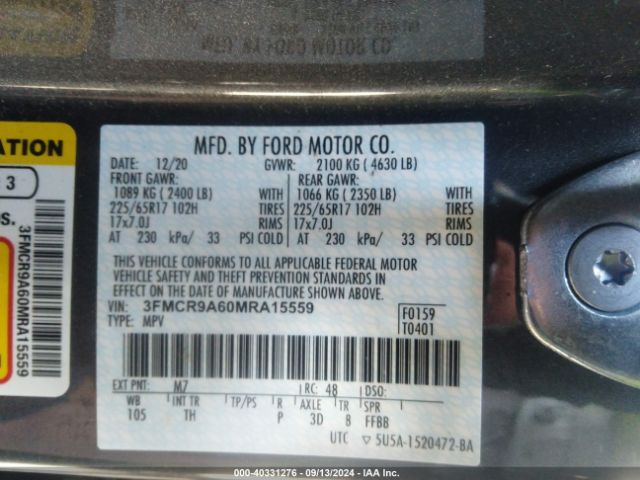 MFD. BY FORD MOTOR CO.
ATION
3
s.
3FMCR9A60MRA15559
MFD. BY FORD MOTOR CO.
DATE: 12/20 GVWR: 2100 KG ( 4630 LB)
FRONT GAWR: REAR GAWR:
1089 KG ( 2400 LB) WITH 1066 KG ( 2350 LB) WITH
225/65R17 102H TIRES 225/65R17 102H TIRES
17x7.0J RIMS 17x7.0J RIMS
AT 230 kPa/ 33 PSI COLD AT 230 kPa/ 33 PSI COLD
THIS VEHICLE CONFORMS TO ALL APPLICABLE FEDERAL MOTOR
VEHICLE SAFETY AND THEFT PREVENTION STANDARDS IN EFFECT
ON THE DATE OF MANUFACTURE SHOWN ABOVE.
VIN: 3FMCR9A60MRA15559 F0159
TYPE: MPV T0401
EXT PNT: M7 RC: 48 DSO:
WB INT TR TP/PS R AXLE TR SPR
105 TH P 3D 8 FFBB
UTC 5U5A-1520472-BA
000-40331276 - 09/13/2024 - IAA Inc.